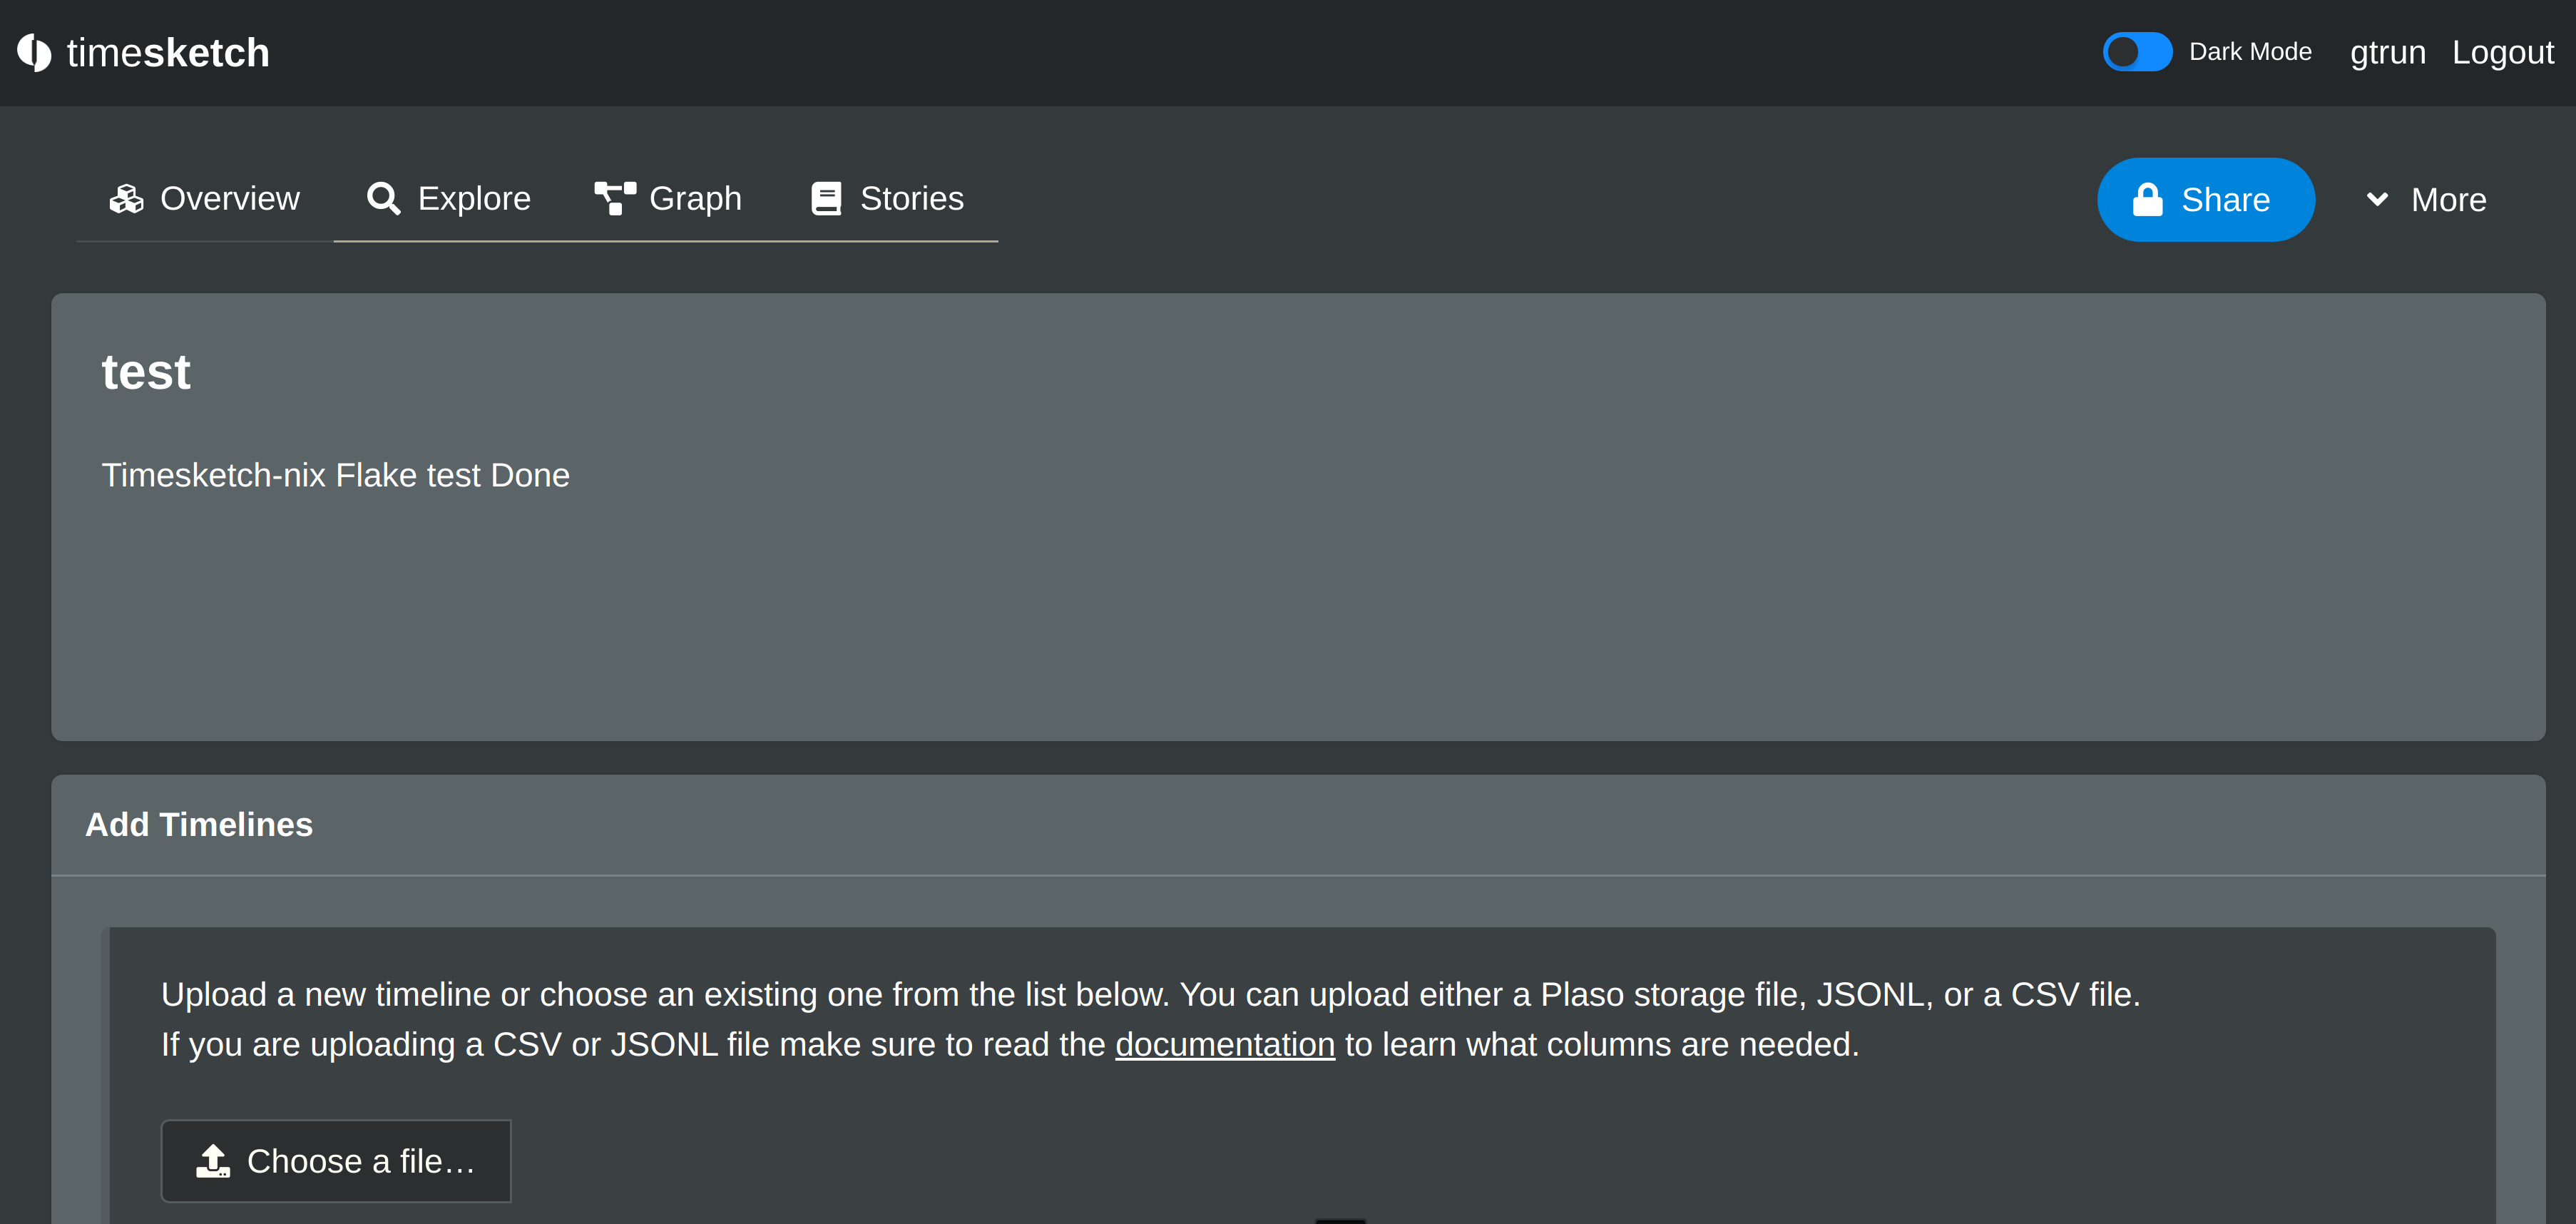 timesketch
Dark Mode
gtrun
Logout
Overview
Explore
Graph
Stories
Share
More
test
Timesketch-nix Flake test Done
Add Timelines
Upload a new timeline or choose an existing one from the list below. You can upload either a Plaso storage file, JSONL, or a CSV file.
If you are uploading a CSV or JSONL file make sure to read the documentation to learn what columns are needed.
Choose a file…